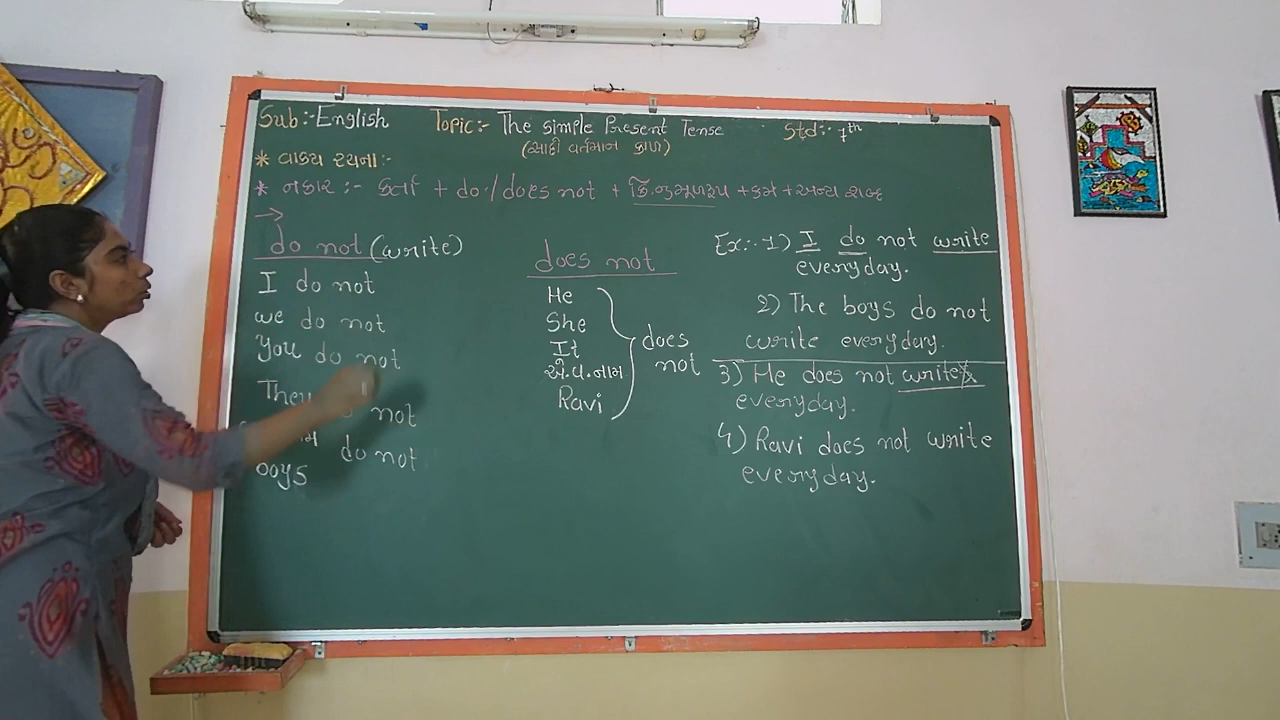 Sub:- English Topic:- The simple Present Tense Std:- 7th
(સાદો વર્તમાન કાળ)
* વાક્ય રચના:-
* નકાર :- કર્તા + do/does not + ક્રિ.નું મૂળરૂપ + કર્મ + અન્ય શબ્દ
→
do not (write)
I do not
we do not
You do not
They not
do not
boys
does not
He
She
It
એ.વ.નામ
Ravi
does
not
Ex:- 1) I do not write
everyday.
2) The boys do not
write everyday.
3) He does not write
everyday.
4) Ravi does not write
everyday.